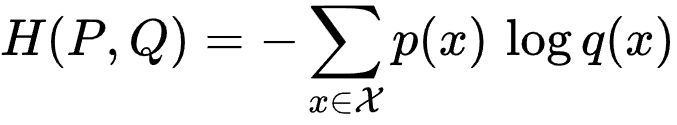 H(P, Q) = − ∑ p(x) log q(x)
x∈𝒳